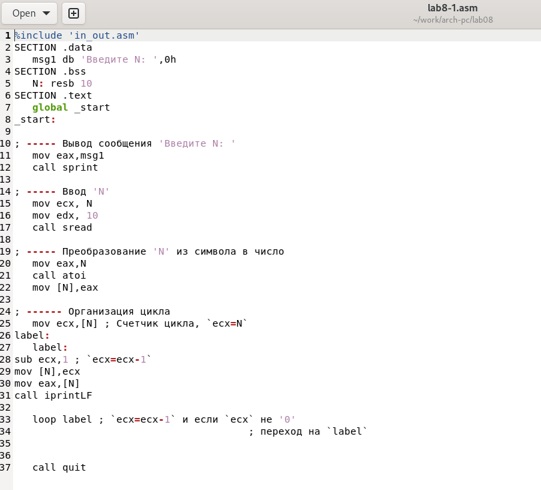 Open
lab8-1.asm
~/work/arch-pc/lab08
1 %include 'in_out.asm'
2 SECTION .data
3    msg1 db 'Введите N: ',0h
4 SECTION .bss
5    N: resb 10
6 SECTION .text
7    global _start
8 _start:
9
10 ; ----- Вывод сообщения 'Введите N: '
11    mov eax,msg1
12    call sprint
13
14 ; ----- Ввод 'N'
15    mov ecx, N
16    mov edx, 10
17    call sread
18
19 ; ----- Преобразование 'N' из символа в число
20    mov eax,N
21    call atoi
22    mov [N],eax
23
24 ; ------ Организация цикла
25    mov ecx,[N] ; Счетчик цикла, `ecx=N`
26 label:
27    label:
28 sub ecx,1 ; `ecx=ecx-1`
29 mov [N],ecx
30 mov eax,[N]
31 call iprintLF
32
33    loop label ; `ecx=ecx-1` и если `ecx` не '0'
34                                       ; переход на `label`
35
36
37    call quit